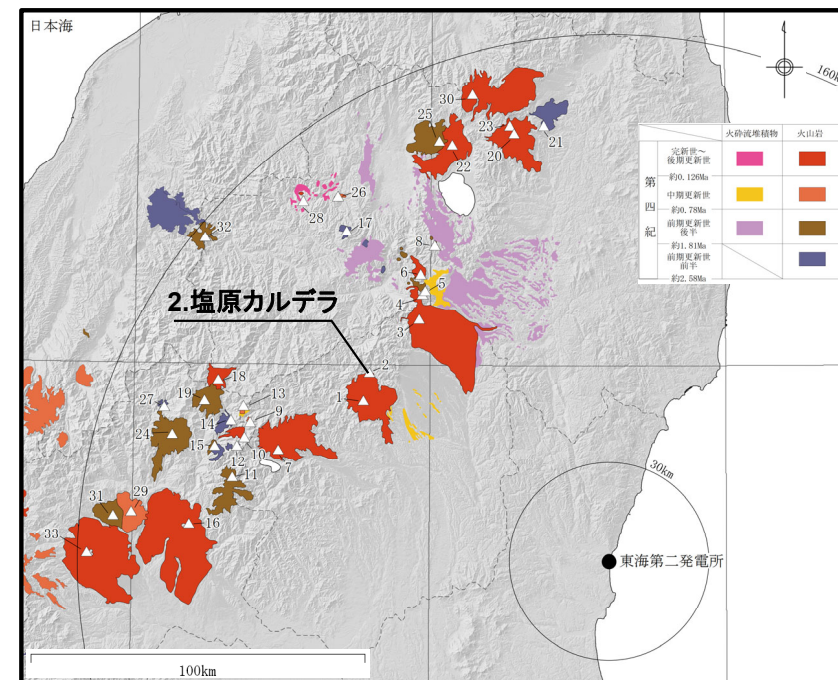 日本海
160km
30
25
23
20
21
22
26
28
17
32
8
6
5
4
3
2.塩原カルデラ
2
1
18
19
13
27
14
9
24
15
12
10
7
11
31
29
16
33
30km
東海第二発電所
100km
火砕流堆積物 火山岩
第四紀
完新世~
後期更新世
約0.126Ma
中期更新世
約0.78Ma
前期更新世
後半
約1.81Ma
前期更新世
前半
約2.58Ma